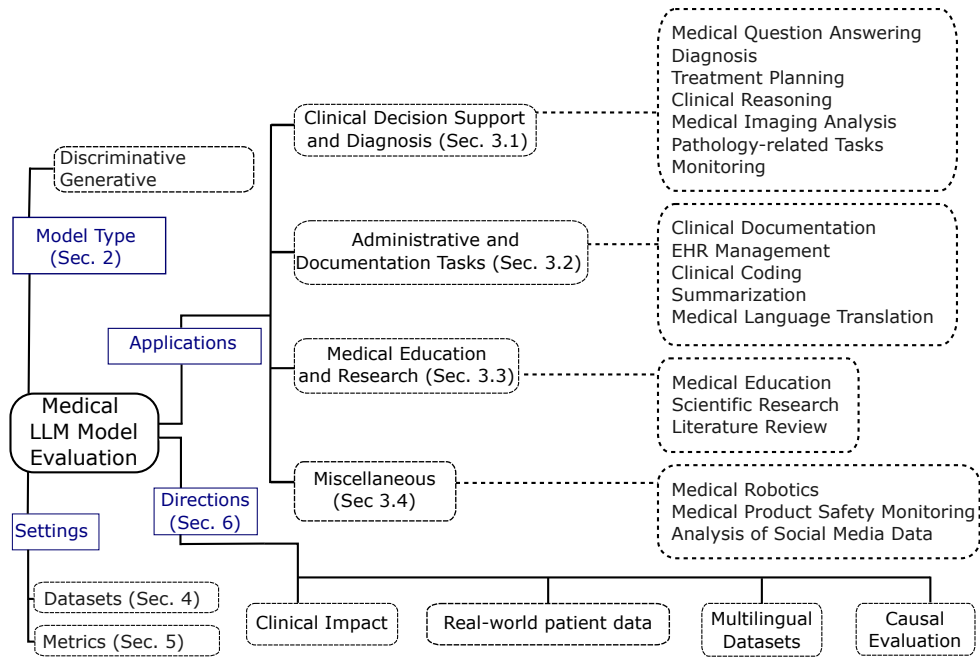 Discriminative
Generative
Model Type
(Sec. 2)
Applications
Medical
LLM Model
Evaluation
Directions
(Sec. 6)
Settings
Datasets (Sec. 4)
Metrics (Sec. 5)
Clinical Decision Support
and Diagnosis (Sec. 3.1)
Medical Question Answering
Diagnosis
Treatment Planning
Clinical Reasoning
Medical Imaging Analysis
Pathology-related Tasks
Monitoring
Administrative and
Documentation Tasks (Sec. 3.2)
Clinical Documentation
EHR Management
Clinical Coding
Summarization
Medical Language Translation
Medical Education
and Research (Sec. 3.3)
Medical Education
Scientific Research
Literature Review
Miscellaneous
(Sec 3.4)
Medical Robotics
Medical Product Safety Monitoring
Analysis of Social Media Data
Clinical Impact
Real-world patient data
Multilingual
Datasets
Causal
Evaluation